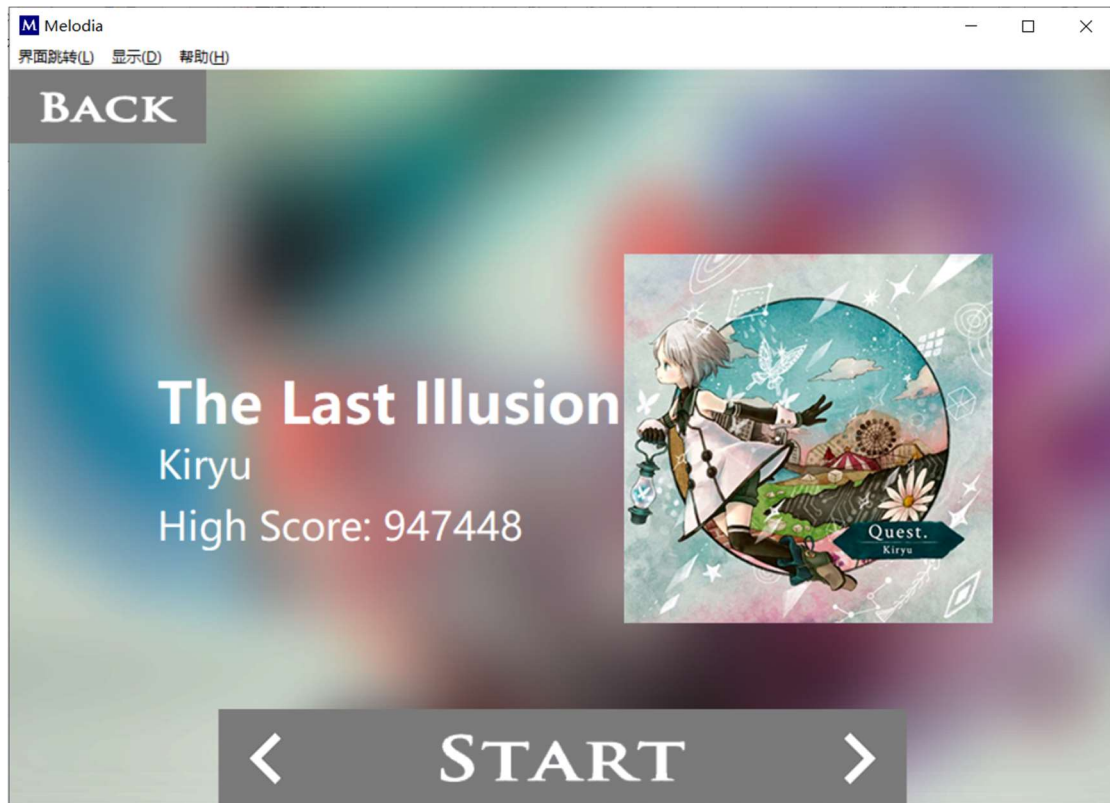 M Melodia
界面跳转(L) 显示(D) 帮助(H)
BACK
The Last Illusion
Kiryu
High Score: 947448
Quest.
Kiryu
START